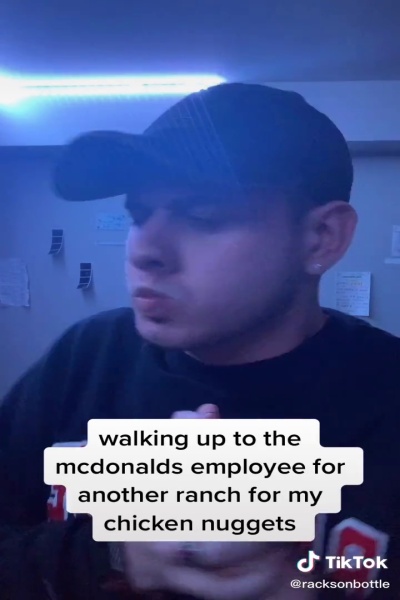 walking up to the
mcdonalds employee for
another ranch for my
chicken nuggets
TikTok
@racksonbottle